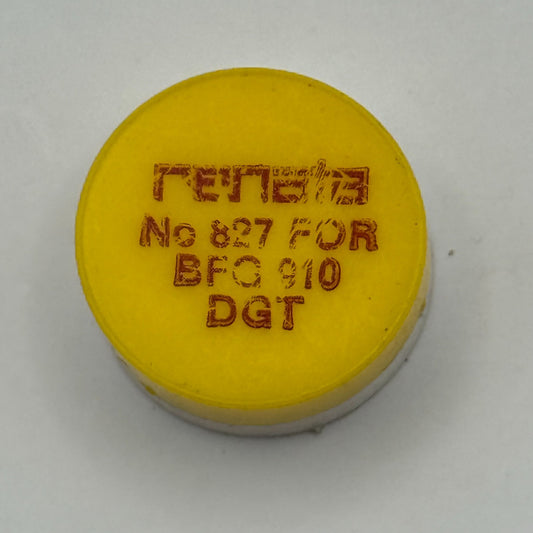 renata
No 827 FOR
BFG 910
DGT